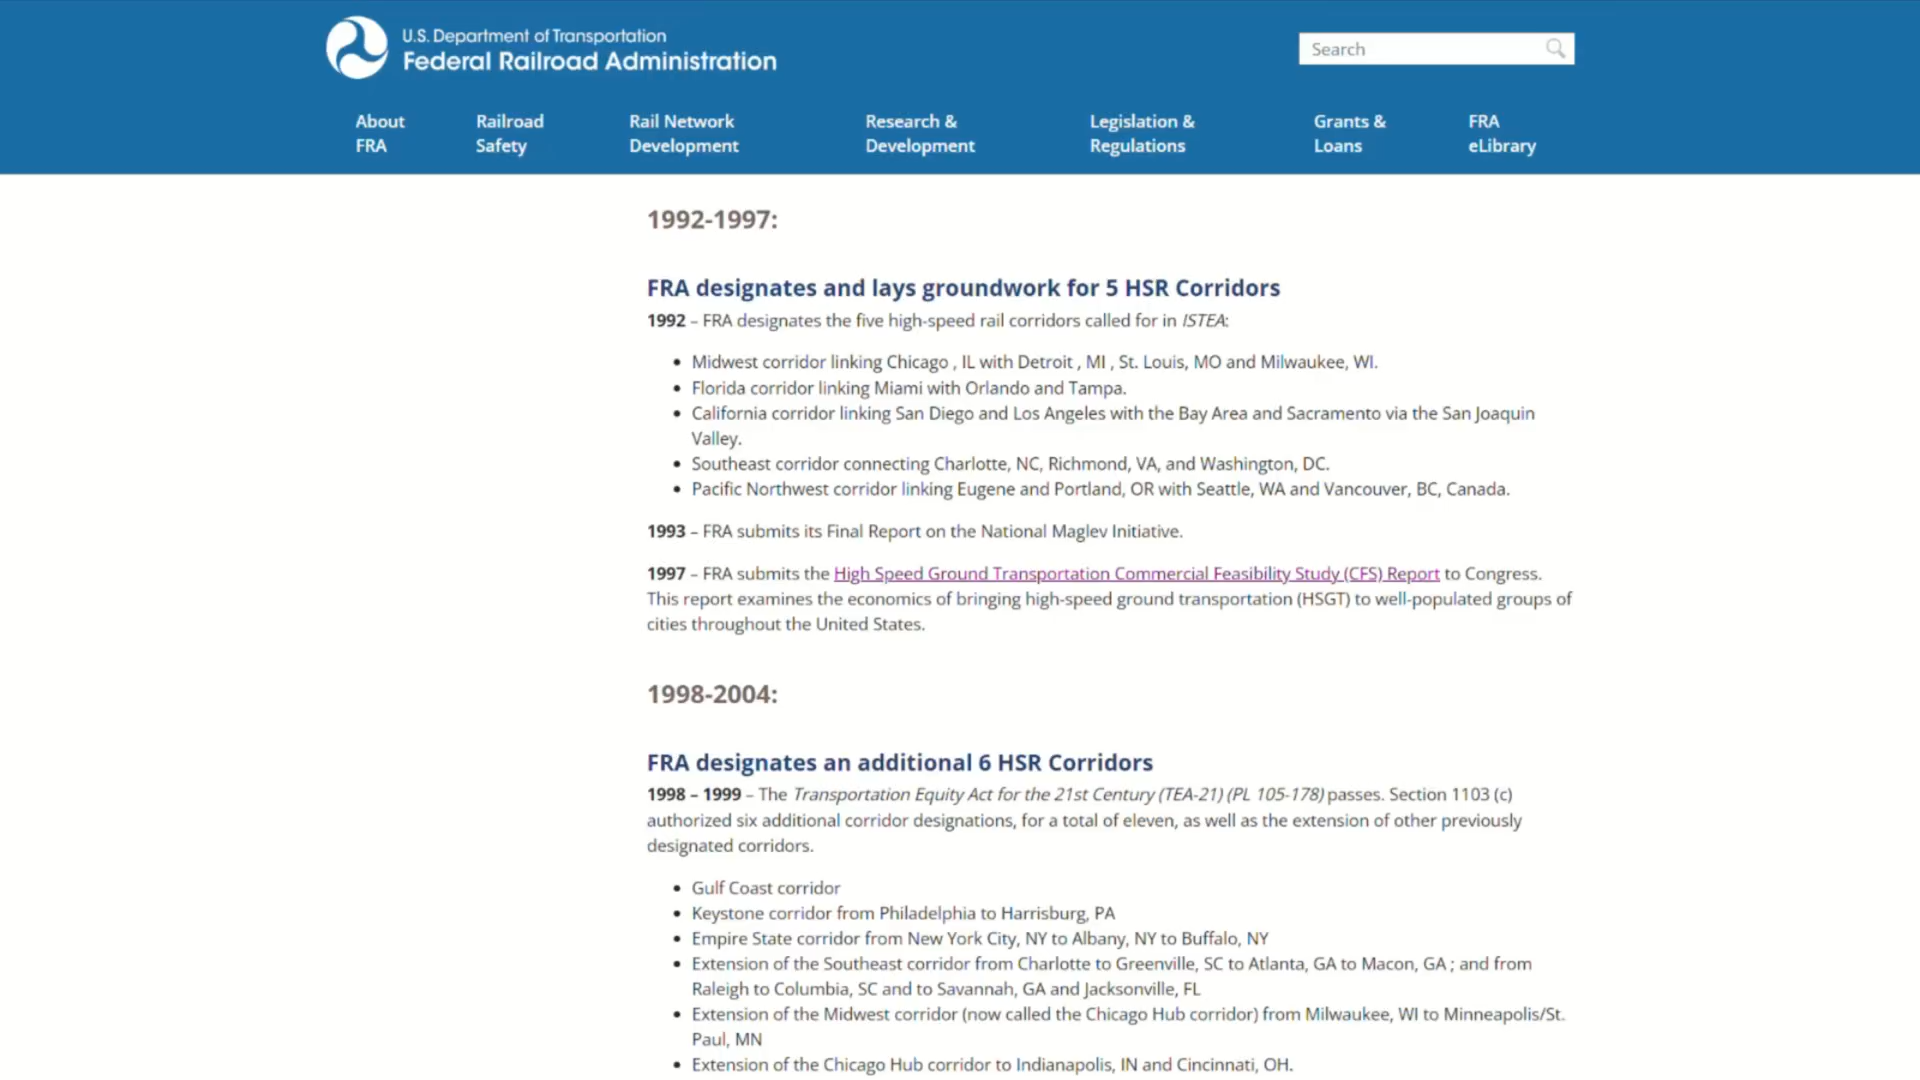 U.S. Department of Transportation
Federal Railroad Administration
Search
About
FRA
Railroad
Safety
Rail Network
Development
Research &
Development
Legislation &
Regulations
Grants &
Loans
FRA
eLibrary
1992-1997:
FRA designates and lays groundwork for 5 HSR Corridors
1992 – FRA designates the five high-speed rail corridors called for in ISTEA:
• Midwest corridor linking Chicago , IL with Detroit , MI , St. Louis, MO and Milwaukee, WI.
• Florida corridor linking Miami with Orlando and Tampa.
• California corridor linking San Diego and Los Angeles with the Bay Area and Sacramento via the San Joaquin
Valley.
• Southeast corridor connecting Charlotte, NC, Richmond, VA, and Washington, DC.
• Pacific Northwest corridor linking Eugene and Portland, OR with Seattle, WA and Vancouver, BC, Canada.
1993 – FRA submits its Final Report on the National Maglev Initiative.
1997 – FRA submits the High Speed Ground Transportation Commercial Feasibility Study (CFS) Report to Congress.
This report examines the economics of bringing high-speed ground transportation (HSGT) to well-populated groups of
cities throughout the United States.
1998-2004:
FRA designates an additional 6 HSR Corridors
1998 – 1999 – The Transportation Equity Act for the 21st Century (TEA-21) (PL 105-178) passes. Section 1103 (c)
authorized six additional corridor designations, for a total of eleven, as well as the extension of other previously
designated corridors.
• Gulf Coast corridor
• Keystone corridor from Philadelphia to Harrisburg, PA
• Empire State corridor from New York City, NY to Albany, NY to Buffalo, NY
• Extension of the Southeast corridor from Charlotte to Greenville, SC to Atlanta, GA to Macon, GA ; and from
Raleigh to Columbia, SC and to Savannah, GA and Jacksonville, FL
• Extension of the Midwest corridor (now called the Chicago Hub corridor) from Milwaukee, WI to Minneapolis/St.
Paul, MN
• Extension of the Chicago Hub corridor to Indianapolis, IN and Cincinnati, OH.